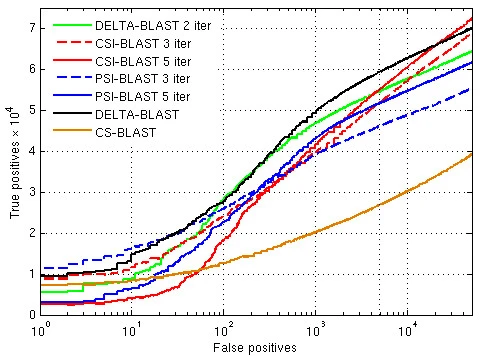 DELTA-BLAST 2 iter
CSI-BLAST 3 iter
CSI-BLAST 5 iter
PSI-BLAST 3 iter
PSI-BLAST 5 iter
DELTA-BLAST
CS-BLAST
True positives × 10⁴
7
6
5
4
3
2
1
0
10⁰ 10¹ 10² 10³ 10⁴
False positives